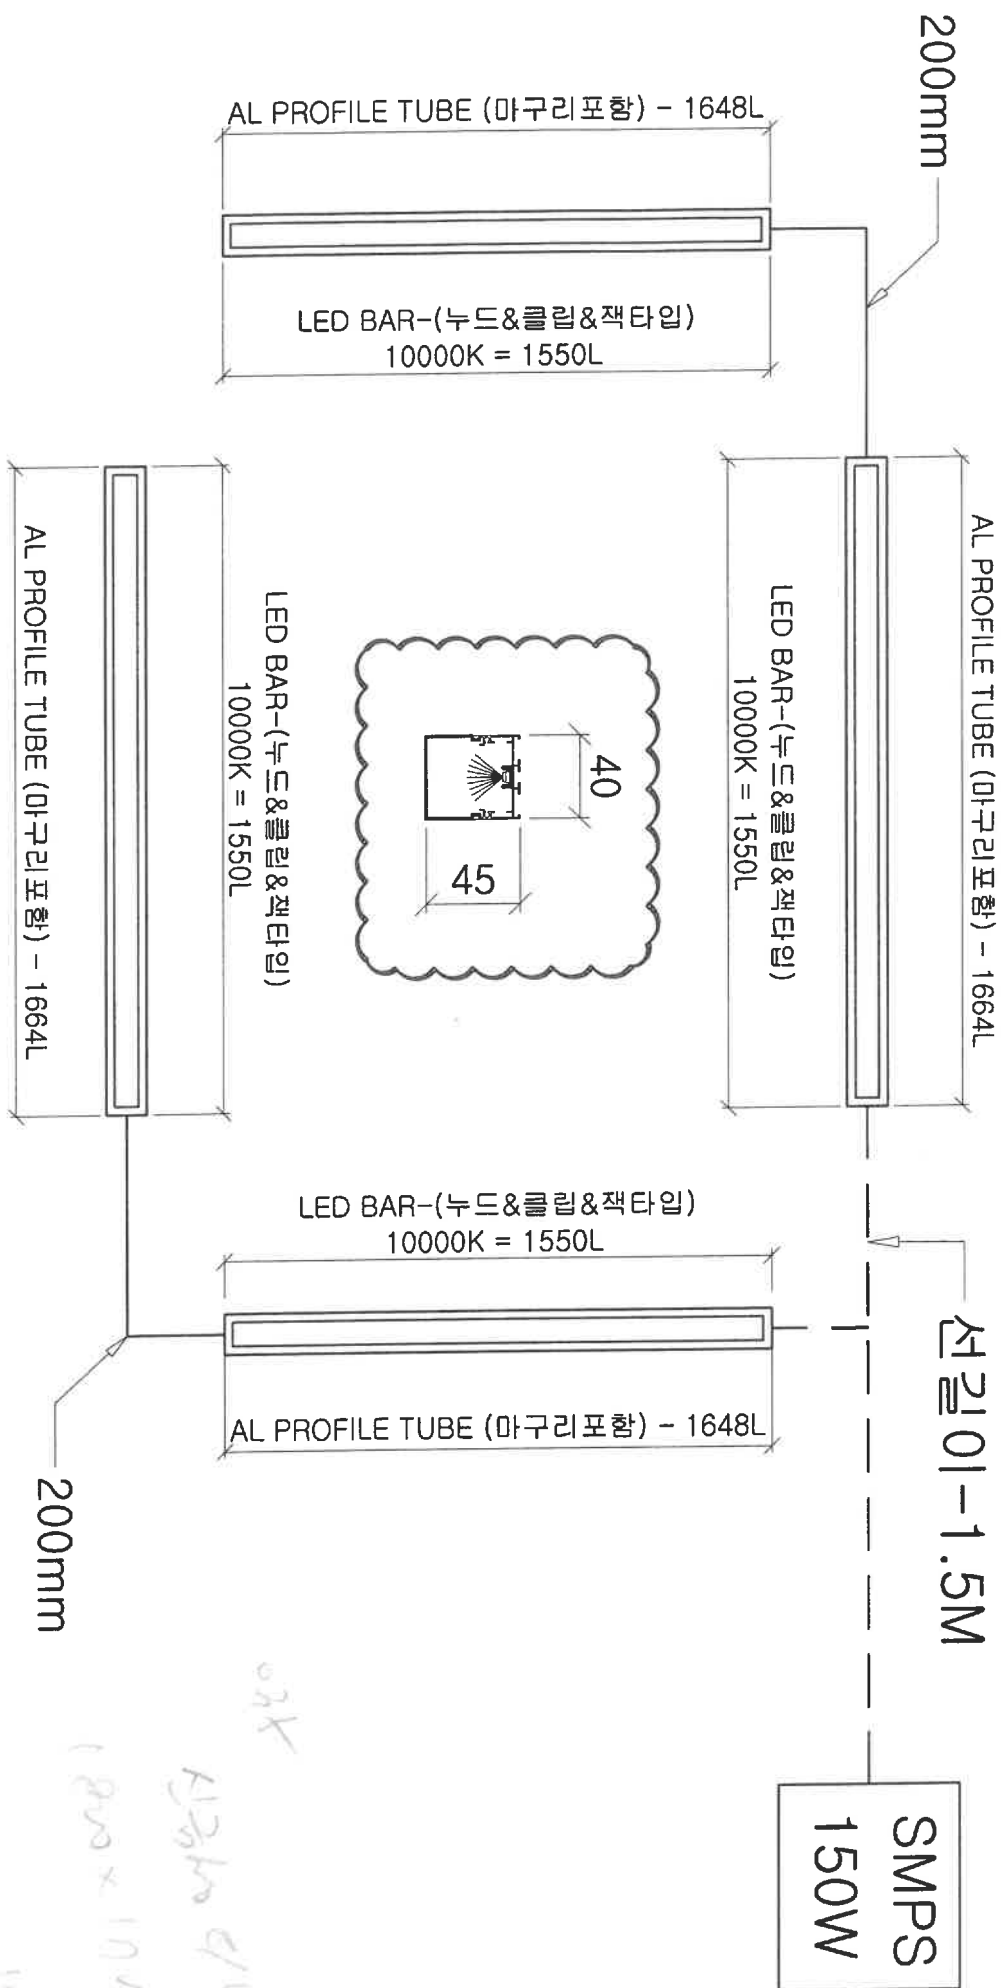 200mm
AL PROFILE TUBE (마구리포함) - 1648L
LED BAR-(누드&클립&잭타입)
10000K = 1550L
AL PROFILE TUBE (마구리포함) - 1664L
LED BAR-(누드&클립&잭타입)
10000K = 1550L
40
45
LED BAR-(누드&클립&잭타입)
10000K = 1550L
AL PROFILE TUBE (마구리포함) - 1664L
LED BAR-(누드&클립&잭타입)
10000K = 1550L
AL PROFILE TUBE (마구리포함) - 1648L
선길이-1.5M
200mm
SMPS
150W